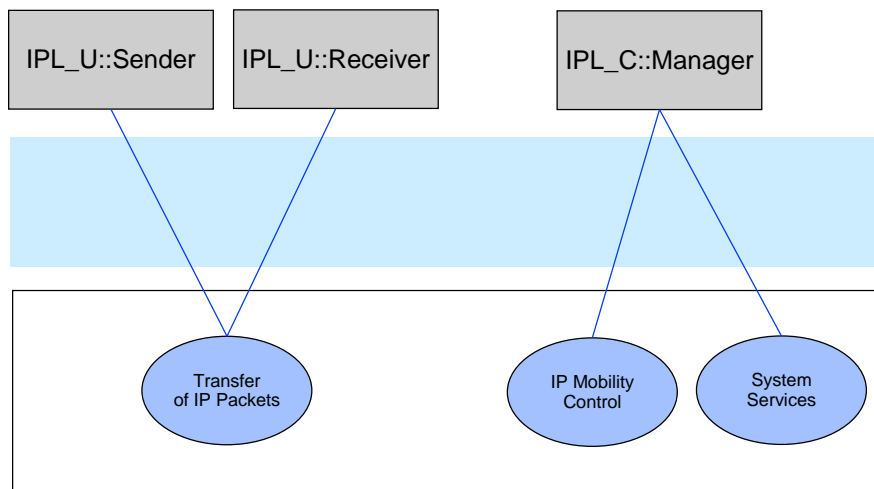 IPL_U::Sender
IPL_U::Receiver
IPL_C::Manager
Transfer
of IP Packets
IP Mobility
Control
System
Services